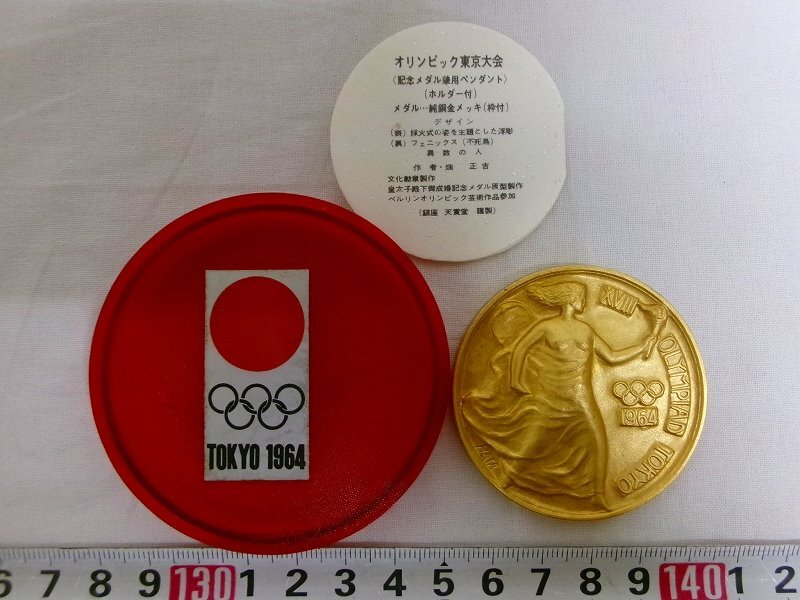 オリンピック東京大会
(記念メダル兼用ペンダント)
(ホルダー付)
メダル…純銅金メッキ(枠付)
デザイン
(表) 採火式の姿を主題とした浮彫
(裏) フェニックス (不死鳥)
異数の人
作者・畑 正吉
文化勲章製作
皇太子殿下御成婚記念メダル原型製作
ベルリンオリンピック芸術作品参加
(銀座 天賞堂 謹製)
TOKYO 1964
XVIII
OLYMPIAD
TOKYO
1964
6 7 8 9 130 1 2 3 4 5 6 7 8 9 140 1 2